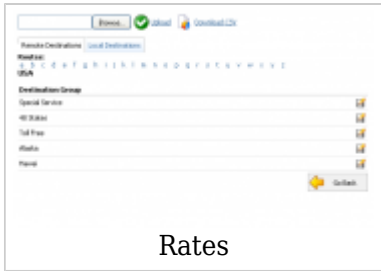 Browse... Upload Download CSV
Remote Destinations Local Destinations
Routes:
a b c d e f g h i j k l m n o p q r s t u v w x y z
USA
Destination Group
Special Service
48 States
Toll Free
Alaska
Hawaii
Go Back
Rates